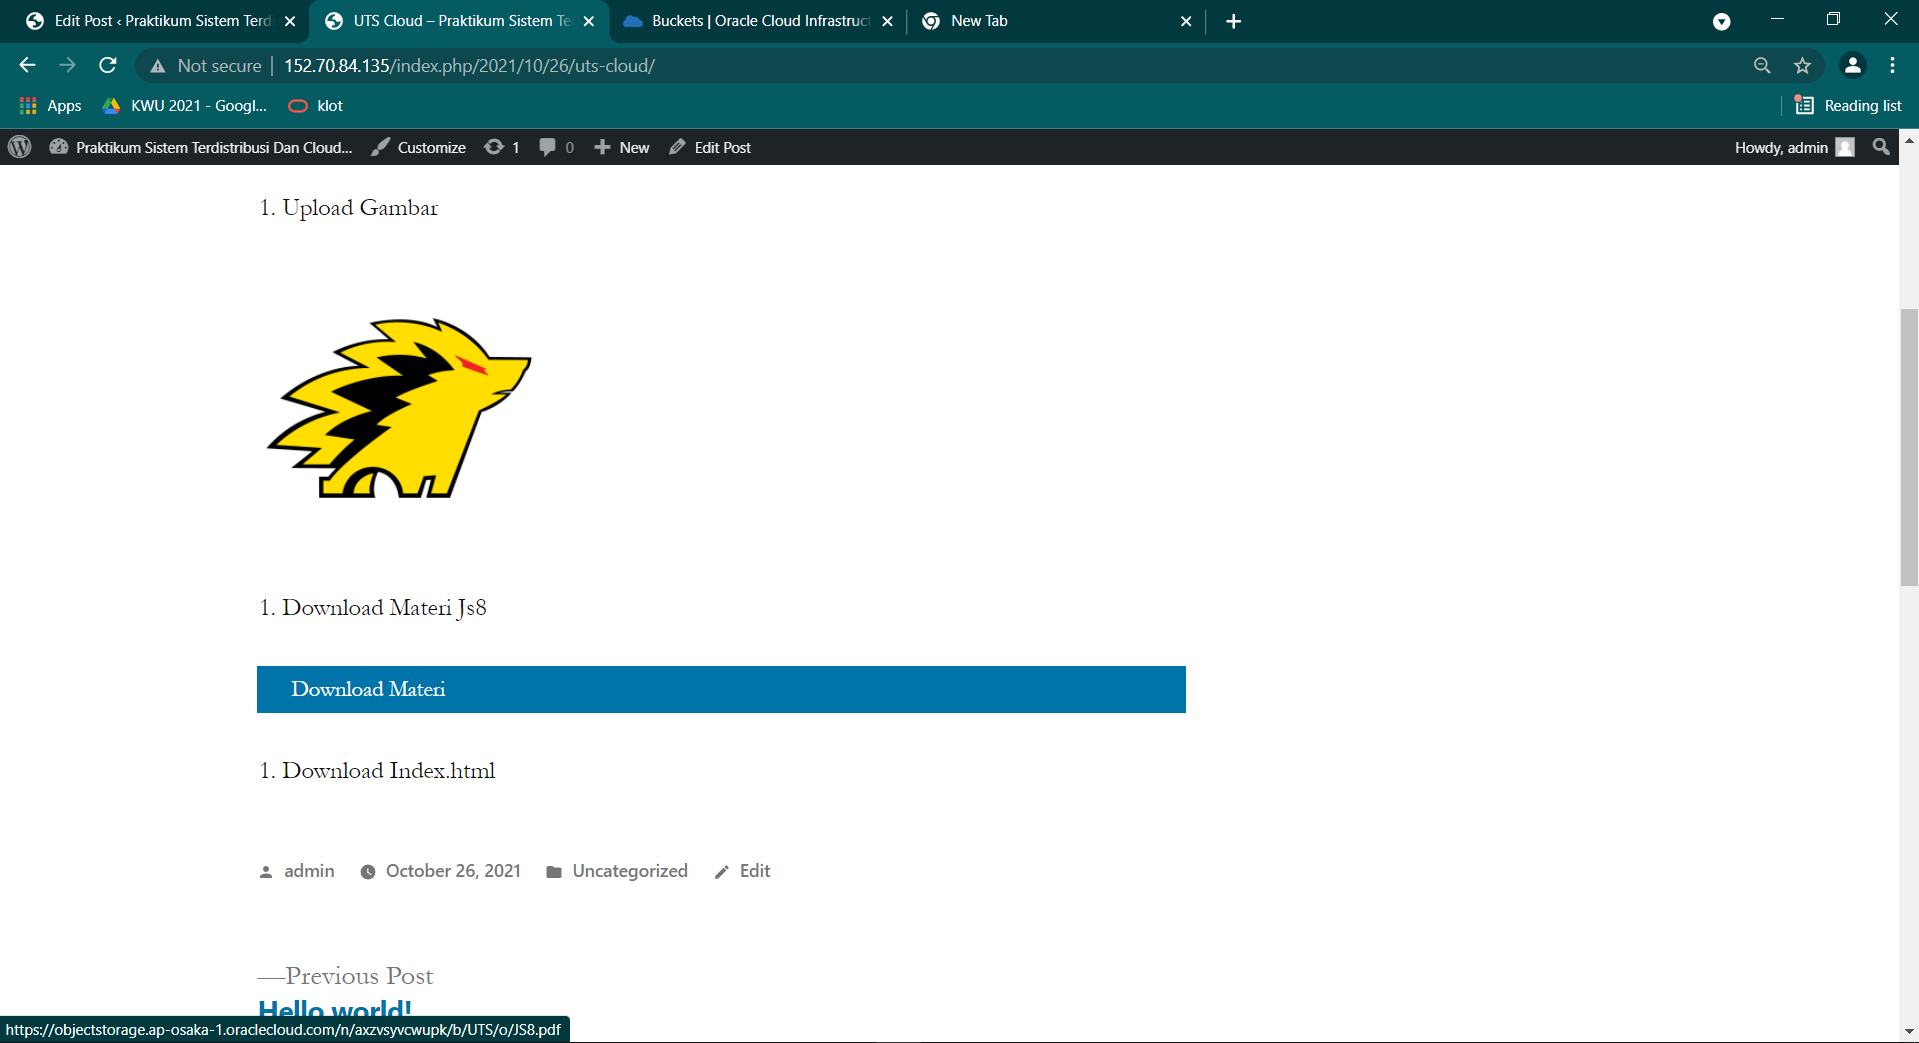 Edit Post ‹ Praktikum Sistem Terdi
UTS Cloud – Praktikum Sistem Te
Buckets | Oracle Cloud Infrastruct
New Tab
Not secure
152.70.84.135/index.php/2021/10/26/uts-cloud/
Apps
KWU 2021 - Googl...
klot
Reading list
Praktikum Sistem Terdistribusi Dan Cloud...
Customize
1
0
New
Edit Post
Howdy, admin
1. Upload Gambar
1. Download Materi Js8
Download Materi
1. Download Index.html
admin
October 26, 2021
Uncategorized
Edit
—Previous Post
Hello world!
https://objectstorage.ap-osaka-1.oraclecloud.com/n/axzvsyvcwupk/b/UTS/o/JS8.pdf